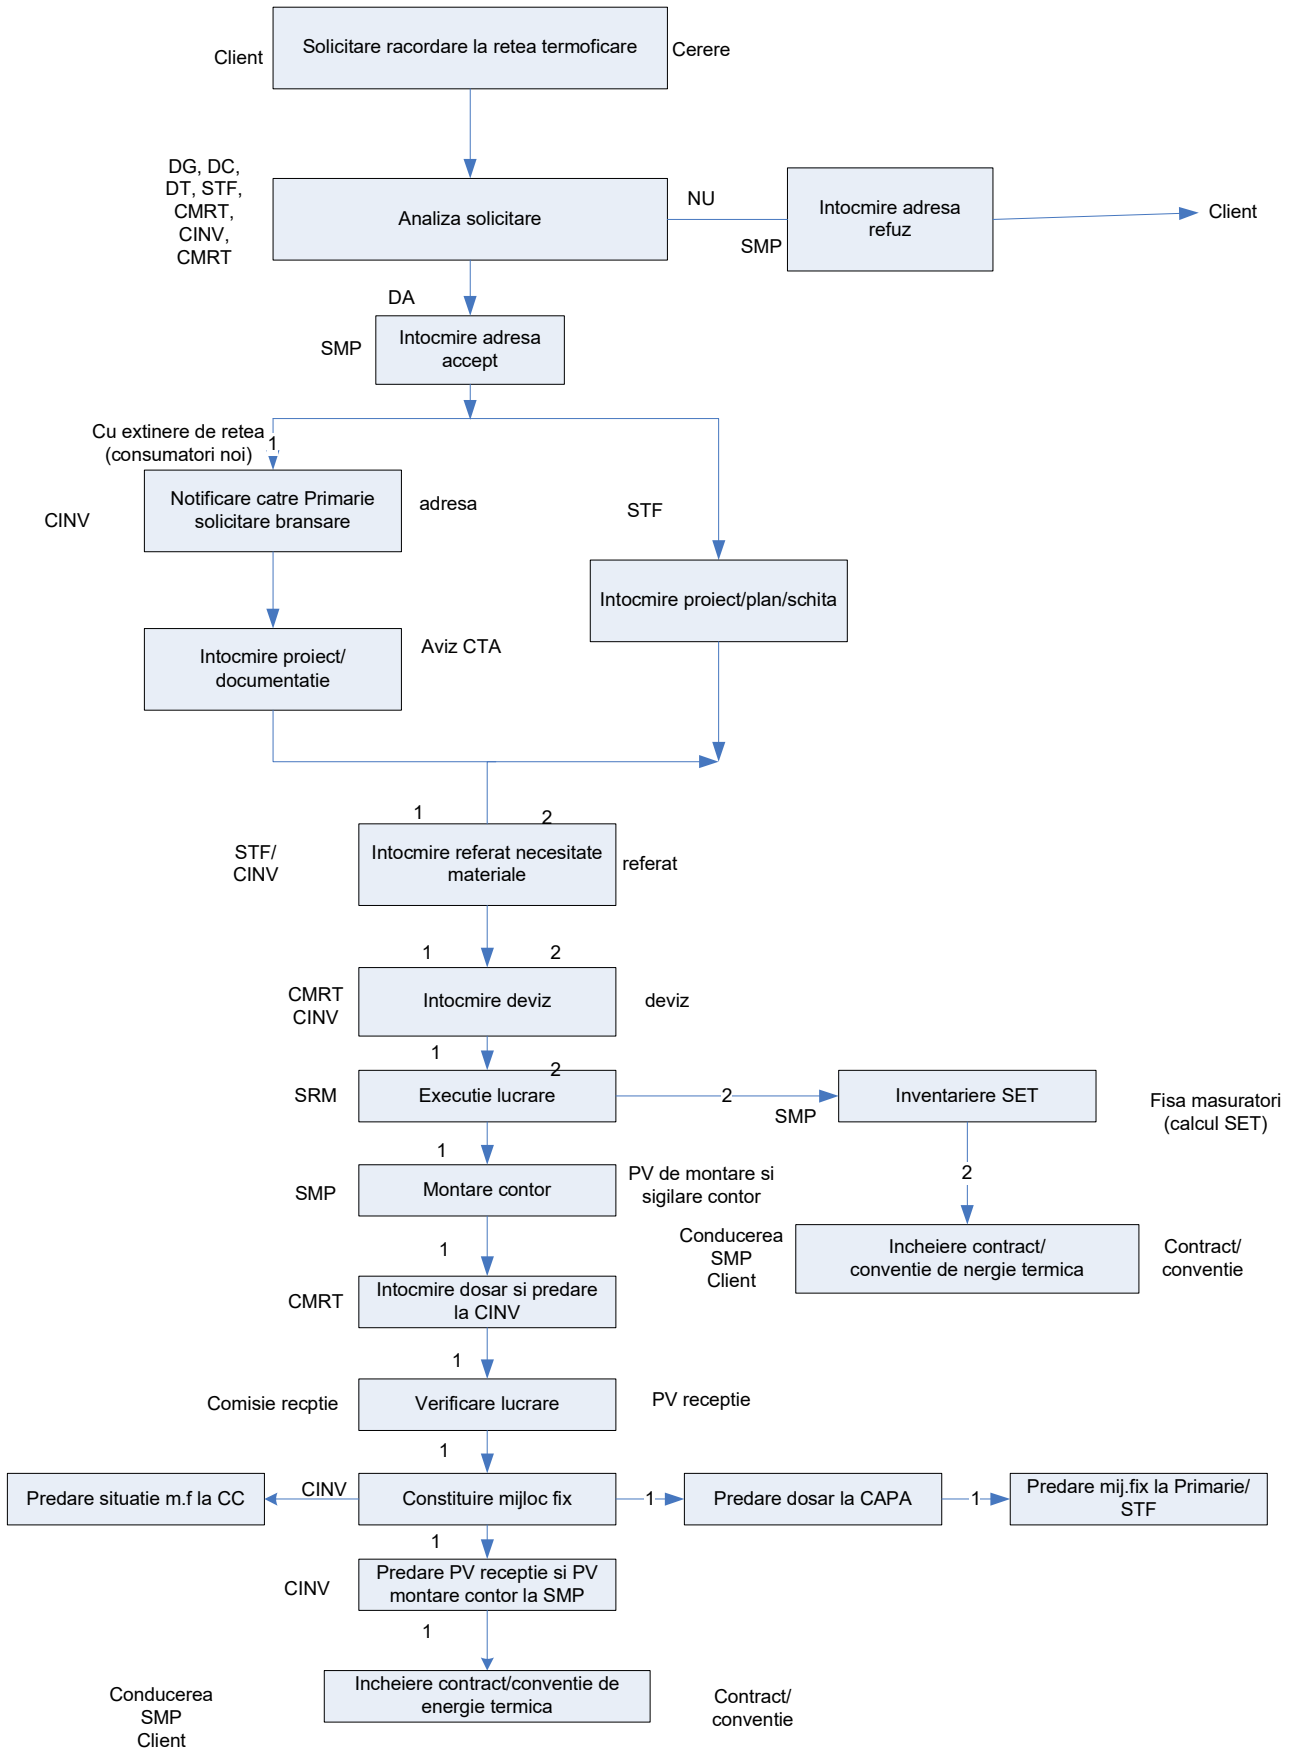 Solicitare racordare la retea termoficare
Client
Cerere
DG, DC,
DT, STF,
CMRT,
CINV,
CMRT
Analiza solicitare
NU
SMP
Intocmire adresa
refuz
Client
DA
SMP
Intocmire adresa
accept
Cu extinere de retea
(consumatori noi)
1
Notificare catre Primarie
solicitare bransare
adresa
CINV
STF
Intocmire proiect/plan/schita
Intocmire proiect/
documentatie
Aviz CTA
1
2
STF/
CINV
Intocmire referat necesitate
materiale
referat
1
2
CMRT
CINV
Intocmire deviz
deviz
1
2
SRM
Executie lucrare
2
SMP
Inventariere SET
Fisa masuratori
(calcul SET)
1
SMP
Montare contor
PV de montare si
sigilare contor
2
Conducerea
SMP
Client
Incheiere contract/
conventie de nergie termica
Contract/
conventie
1
CMRT
Intocmire dosar si predare
la CINV
1
Comisie recptie
Verificare lucrare
PV receptie
1
Predare situatie m.f la CC
CINV
Constituire mijloc fix
1
Predare dosar la CAPA
1
Predare mij.fix la Primarie/
STF
1
CINV
Predare PV receptie si PV
montare contor la SMP
1
Conducerea
SMP
Client
Incheiere contract/conventie de
energie termica
Contract/
conventie